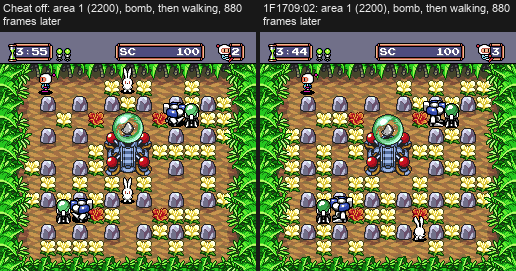 Cheat off: area 1 (2200), bomb, then walking, 880
frames later
1F1709:02: area 1 (2200), bomb, then walking, 880
frames later
3:55 SC 100 2
3:44 SC 100 3